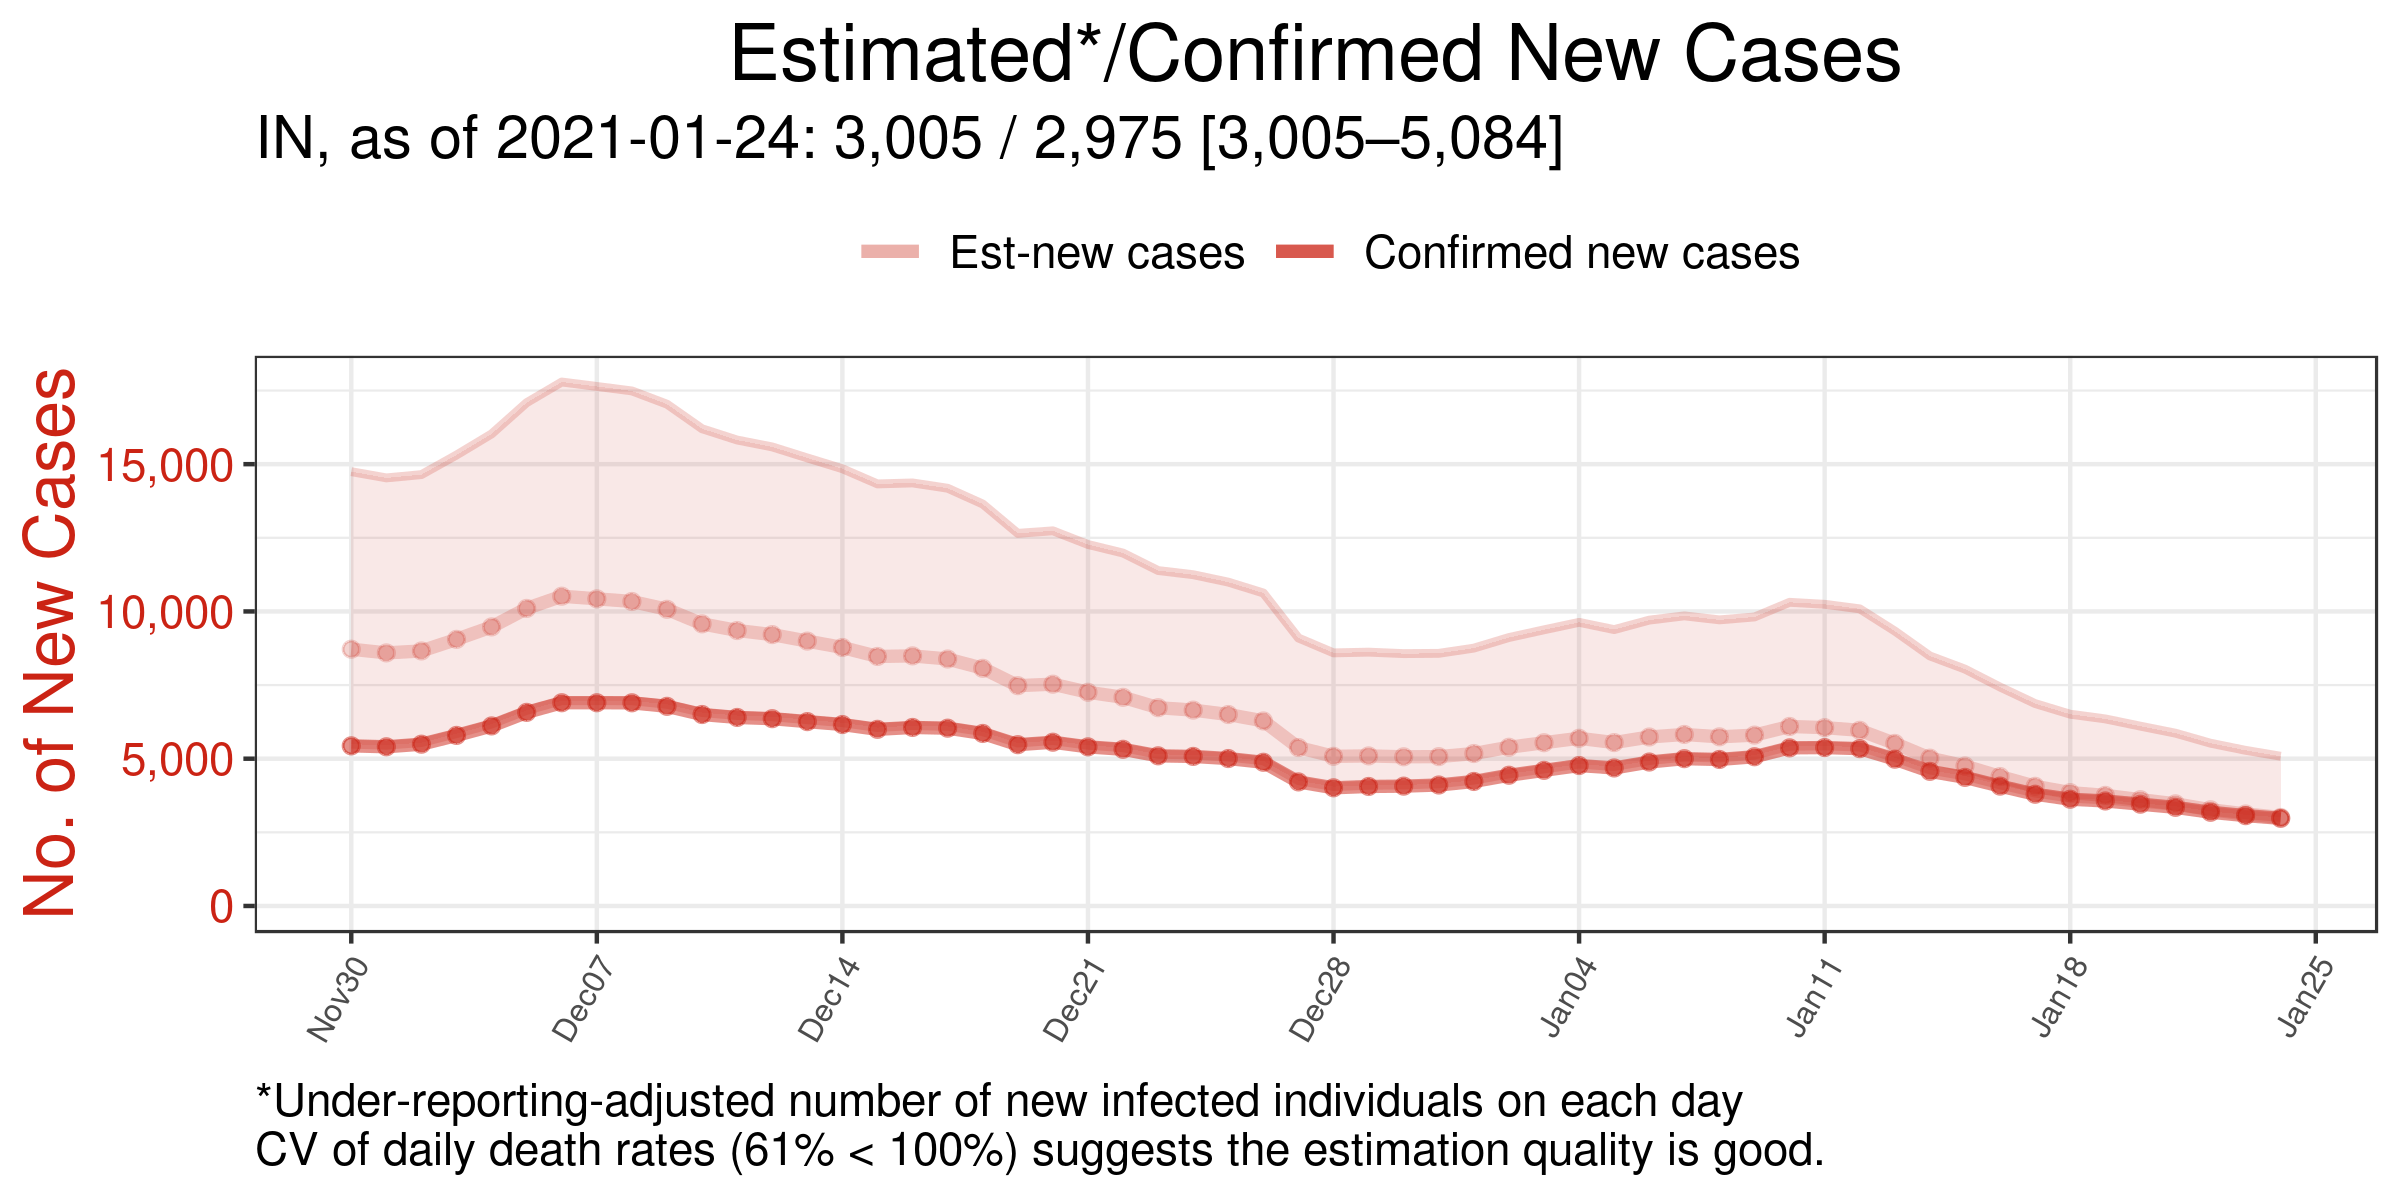 Estimated*/Confirmed New Cases
IN, as of 2021-01-24: 3,005 / 2,975 [3,005–5,084]
Est-new cases
Confirmed new cases
No. of New Cases
15,000
10,000
5,000
0
Nov30
Dec07
Dec14
Dec21
Dec28
Jan04
Jan11
Jan18
Jan25
*Under-reporting-adjusted number of new infected individuals on each day
CV of daily death rates (61% < 100%) suggests the estimation quality is good.